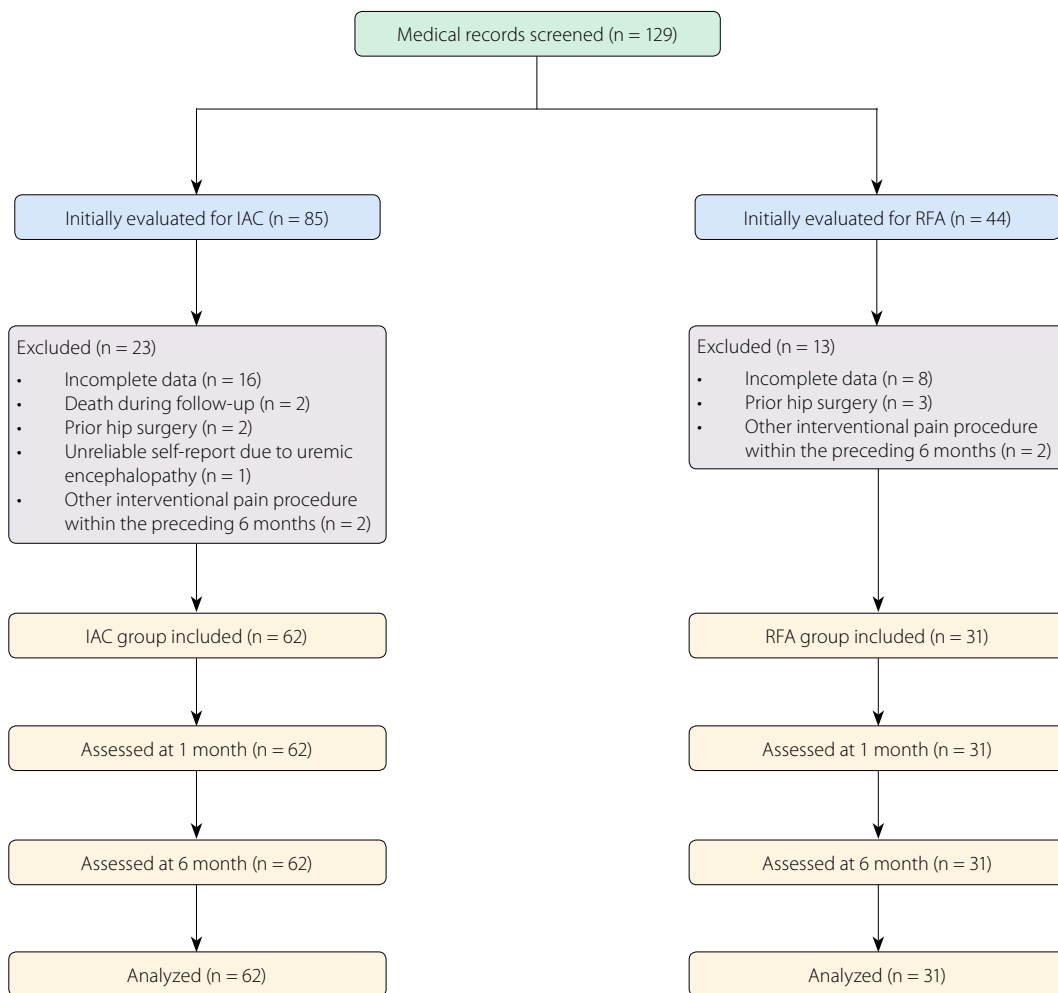 Medical records screened (n = 129)
Initially evaluated for IAC (n = 85)
Initially evaluated for RFA (n = 44)
Excluded (n = 23)
• Incomplete data (n = 16)
• Death during follow-up (n = 2)
• Prior hip surgery (n = 2)
• Unreliable self-report due to uremic
encephalopathy (n = 1)
• Other interventional pain procedure
within the preceding 6 months (n = 2)
Excluded (n = 13)
• Incomplete data (n = 8)
• Prior hip surgery (n = 3)
• Other interventional pain procedure
within the preceding 6 months (n = 2)
IAC group included (n = 62)
RFA group included (n = 31)
Assessed at 1 month (n = 62)
Assessed at 1 month (n = 31)
Assessed at 6 month (n = 62)
Assessed at 6 month (n = 31)
Analyzed (n = 62)
Analyzed (n = 31)